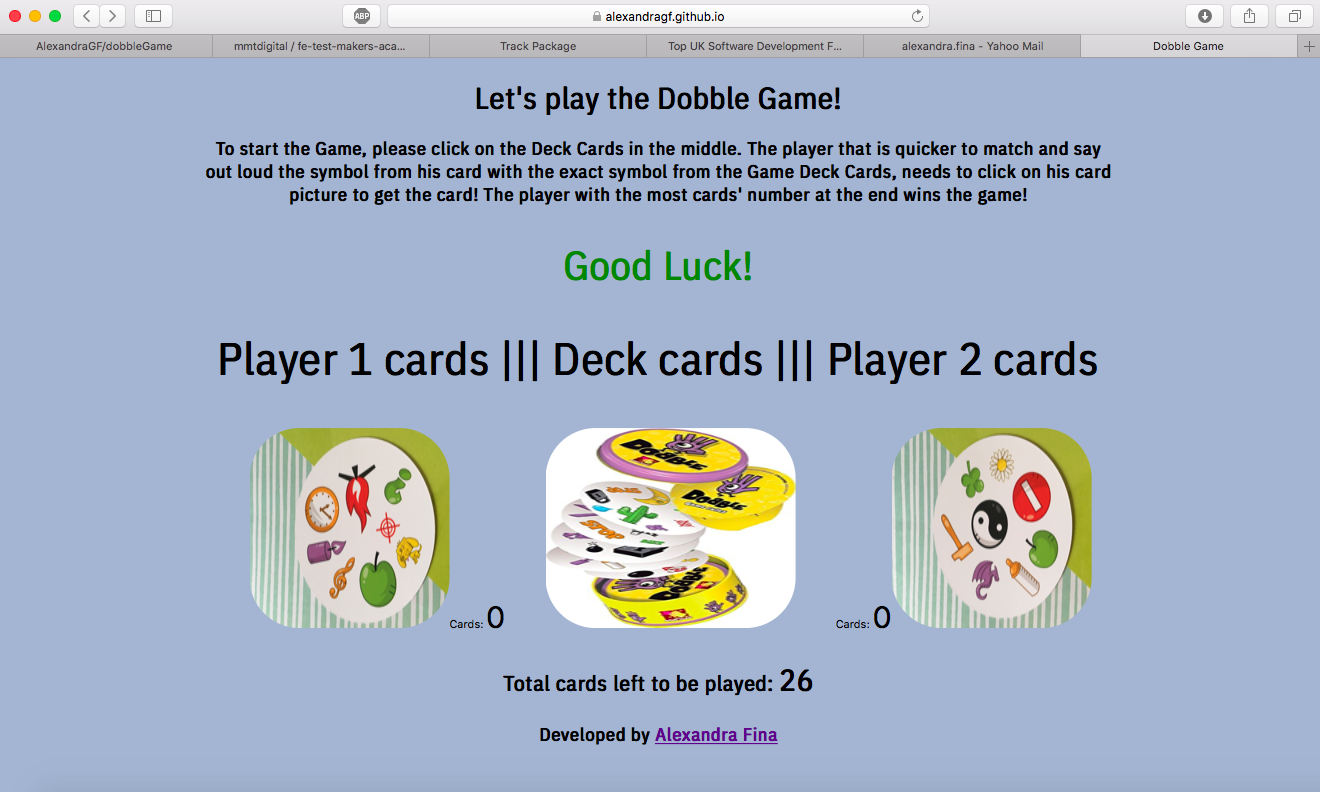 ABP
alexandragf.github.io
AlexandraGF/dobbleGame
mmtdigital / fe-test-makers-aca...
Track Package
Top UK Software Development F...
alexandra.fina - Yahoo Mail
Dobble Game
Let's play the Dobble Game!
To start the Game, please click on the Deck Cards in the middle. The player that is quicker to match and say
out loud the symbol from his card with the exact symbol from the Game Deck Cards, needs to click on his card
picture to get the card! The player with the most cards' number at the end wins the game!
Good Luck!
Player 1 cards ||| Deck cards ||| Player 2 cards
DOBBLE
DOBBLE
STOP
DOBBLE
Cards: 0
Cards: 0
Total cards left to be played: 26
Developed by Alexandra Fina